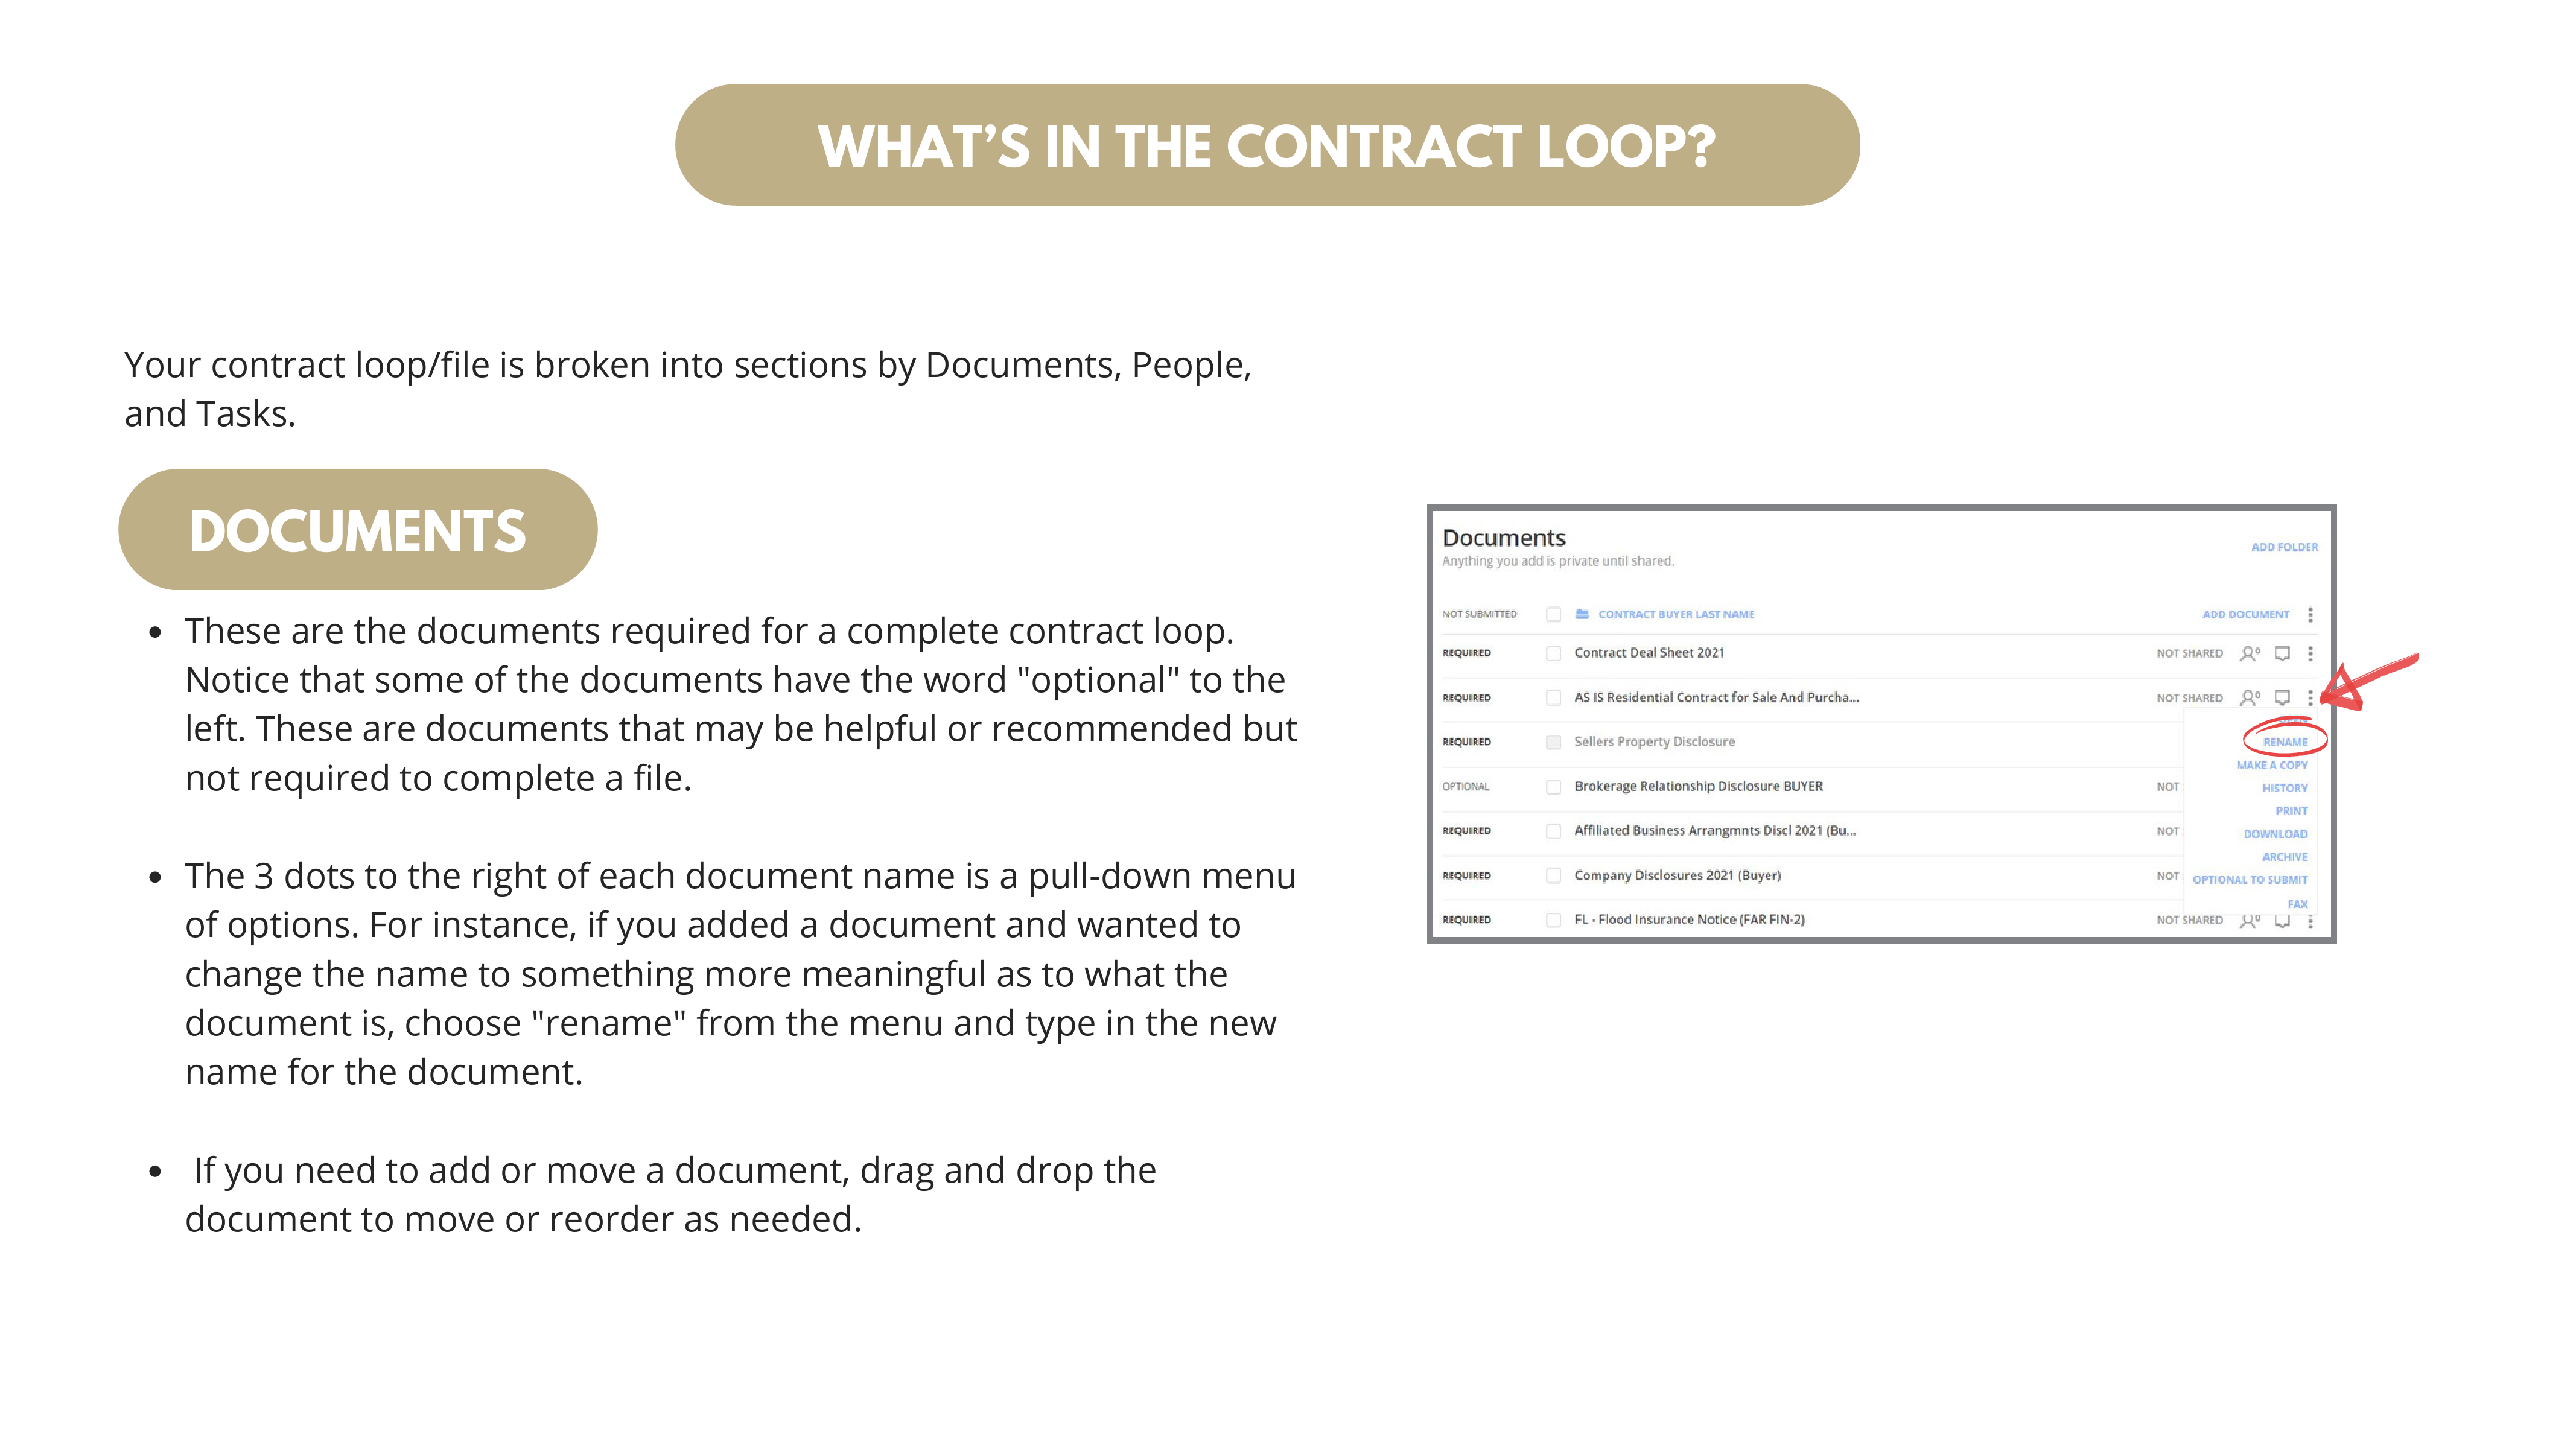 WHAT’S IN THE CONTRACT LOOP?
Your contract loop/file is broken into sections by Documents, People,
and Tasks.
DOCUMENTS
• These are the documents required for a complete contract loop.
Notice that some of the documents have the word "optional" to the
left. These are documents that may be helpful or recommended but
not required to complete a file.
• The 3 dots to the right of each document name is a pull-down menu
of options. For instance, if you added a document and wanted to
change the name to something more meaningful as to what the
document is, choose "rename" from the menu and type in the new
name for the document.
• If you need to add or move a document, drag and drop the
document to move or reorder as needed.
Documents
ADD FOLDER
Anything you add is private until shared.
NOT SUBMITTED CONTRACT BUYER LAST NAME ADD DOCUMENT
REQUIRED Contract Deal Sheet 2021 NOT SHARED 0
REQUIRED AS IS Residential Contract for Sale And Purcha... NOT SHARED 0
REQUIRED Sellers Property Disclosure RENAME
MAKE A COPY
OPTIONAL Brokerage Relationship Disclosure BUYER NOT HISTORY
PRINT
REQUIRED Affiliated Business Arrangmnts Discl 2021 (Bu... NOT DOWNLOAD
ARCHIVE
REQUIRED Company Disclosures 2021 (Buyer) NOT OPTIONAL TO SUBMIT
FAX
REQUIRED FL - Flood Insurance Notice (FAR FIN-2) NOT SHARED 0